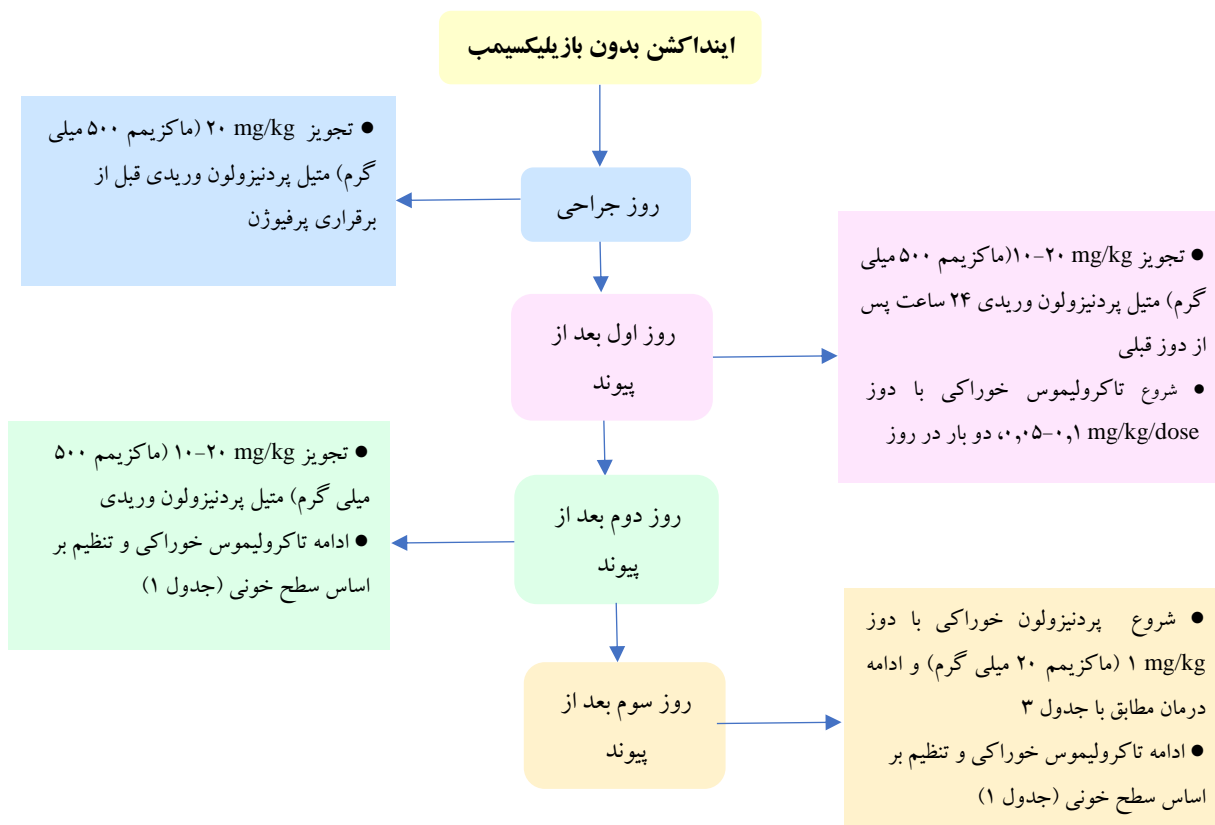 اینداکشن بدون بازیلیکسیمب
● تجویز ۲۰ mg/kg (ماکزیمم ۵۰۰ میلی
گرم) متیل پردنیزولون وریدی قبل از
برقراری پرفیوژن
روز جراحی
● تجویز ۱۰-۲۰ mg/kg(ماکزیمم ۵۰۰ میلی
گرم) متیل پردنیزولون وریدی ۲۴ ساعت پس
از دوز قبلی
● شروع تاکرولیموس خوراکی با دوز
۰,۰۵-۰,۱ mg/kg/dose، دو بار در روز
روز اول بعد از
پیوند
● تجویز ۱۰-۲۰ mg/kg (ماکزیمم ۵۰۰
میلی گرم) متیل پردنیزولون وریدی
● ادامه تاکرولیموس خوراکی و تنظیم بر
اساس سطح خونی (جدول ۱)
روز دوم بعد از
پیوند
● شروع پردنیزولون خوراکی با دوز
۱ mg/kg (ماکزیمم ۲۰ میلی گرم) و ادامه
درمان مطابق با جدول ۳
● ادامه تاکرولیموس خوراکی و تنظیم بر
اساس سطح خونی (جدول ۱)
روز سوم بعد از
پیوند